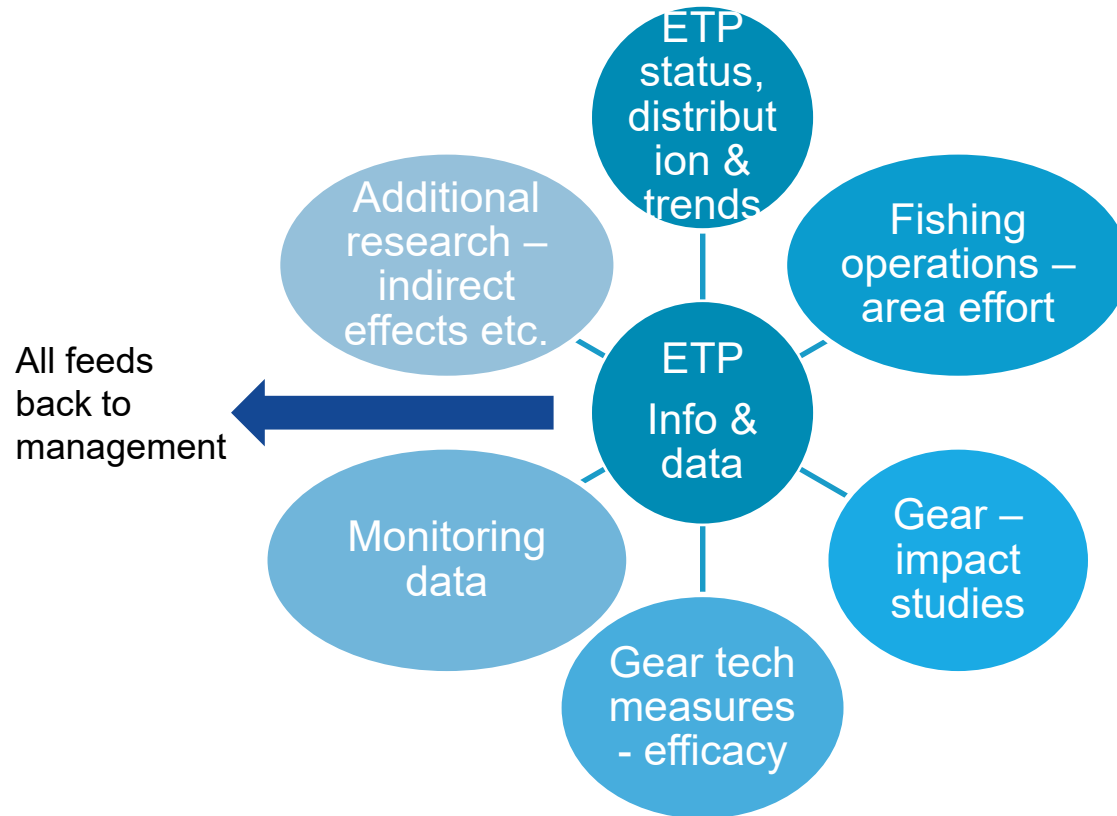 ETP
status,
distribut
ion &
trends
Fishing
operations –
area effort
Gear –
impact
studies
Gear tech
measures
- efficacy
Monitoring
data
Additional
research –
indirect
effects etc.
ETP
Info &
data
All feeds
back to
management